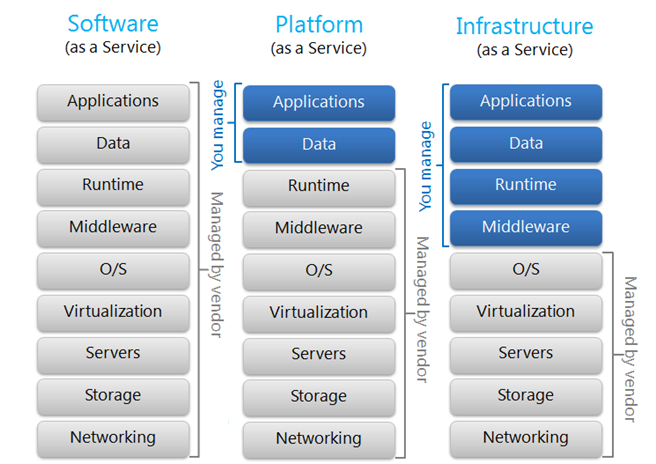 Software
(as a Service)
Applications
Data
Runtime
Middleware
O/S
Virtualization
Servers
Storage
Networking
Managed by vendor
Platform
(as a Service)
You manage
Applications
Data
Runtime
Middleware
O/S
Virtualization
Servers
Storage
Networking
Managed by vendor
Infrastructure
(as a Service)
You manage
Applications
Data
Runtime
Middleware
O/S
Virtualization
Servers
Storage
Networking
Managed by vendor